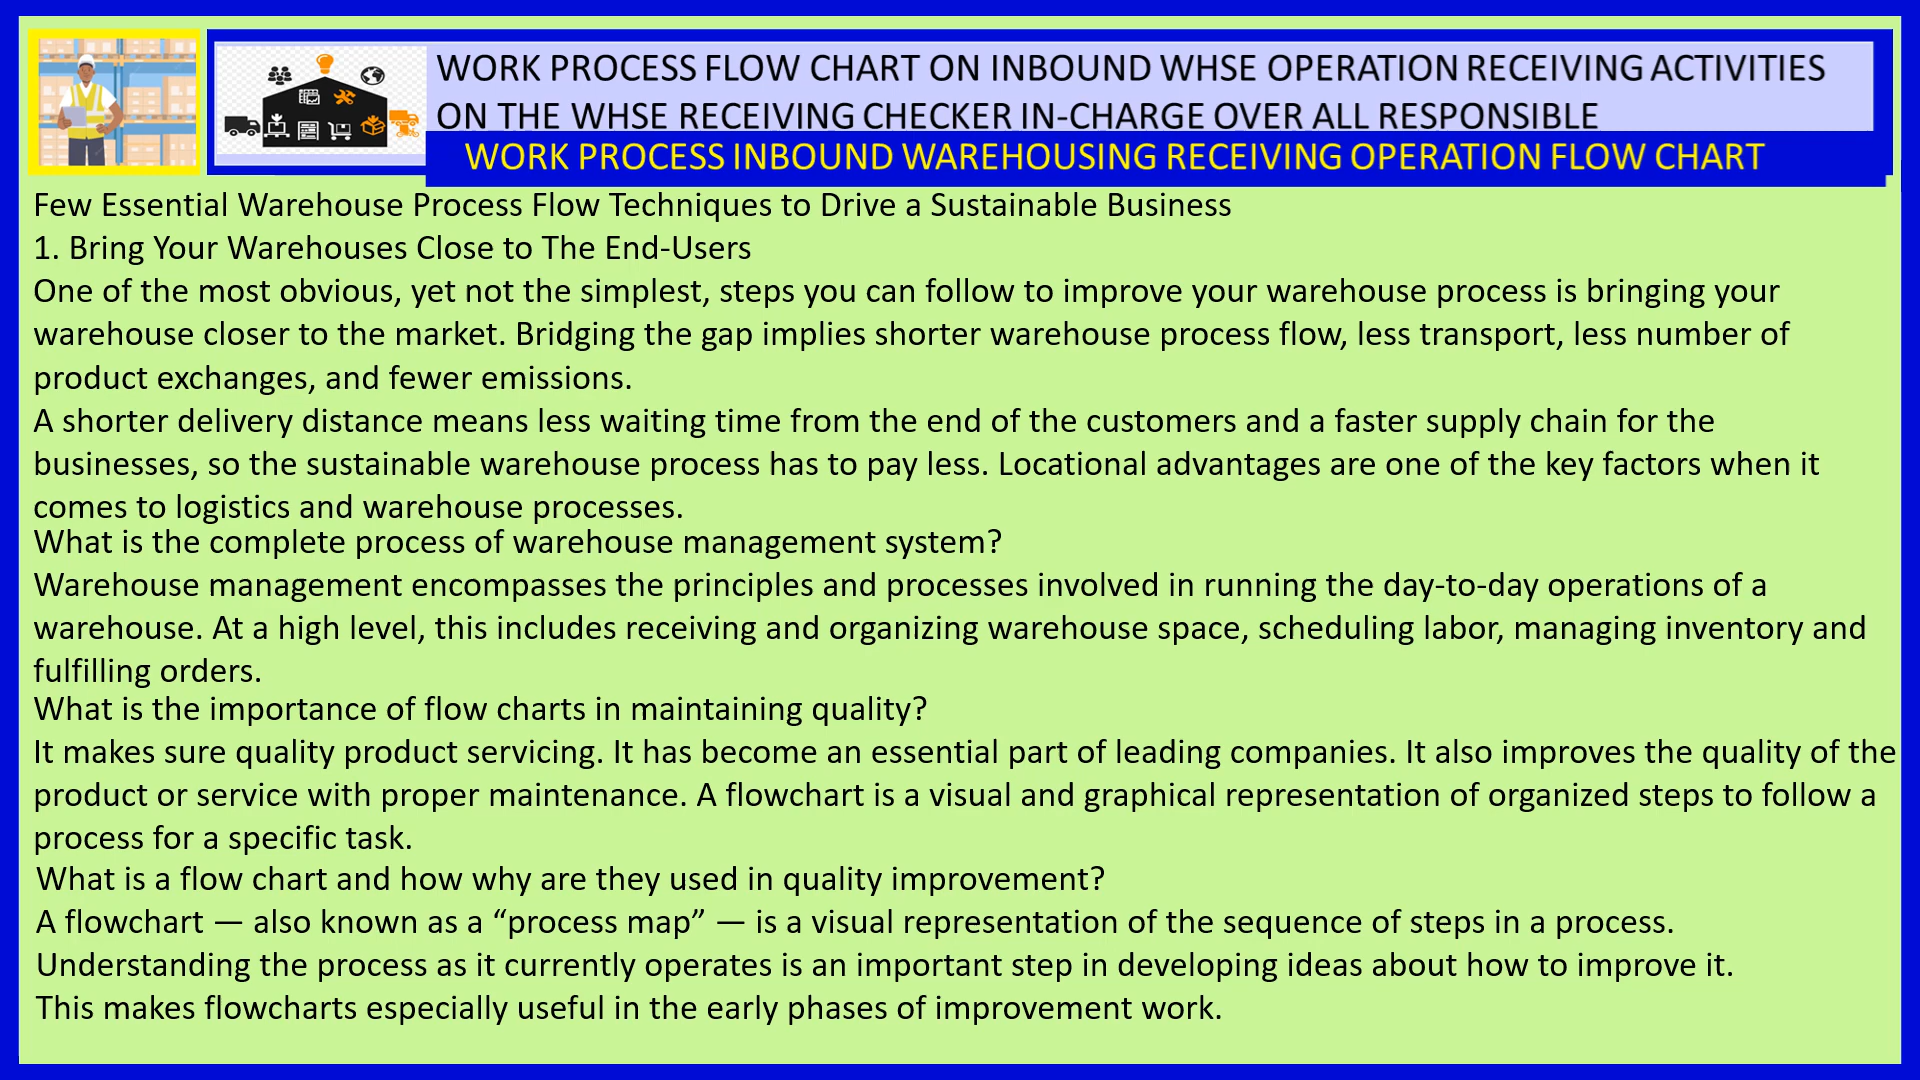 WORK PROCESS FLOW CHART ON INBOUND WHSE OPERATION RECEIVING ACTIVITIES
ON THE WHSE RECEIVING CHECKER IN-CHARGE OVER ALL RESPONSIBLE
WORK PROCESS INBOUND WAREHOUSING RECEIVING OPERATION FLOW CHART
Few Essential Warehouse Process Flow Techniques to Drive a Sustainable Business
1. Bring Your Warehouses Close to The End-Users
One of the most obvious, yet not the simplest, steps you can follow to improve your warehouse process is bringing your
warehouse closer to the market. Bridging the gap implies shorter warehouse process flow, less transport, less number of
product exchanges, and fewer emissions.
A shorter delivery distance means less waiting time from the end of the customers and a faster supply chain for the
businesses, so the sustainable warehouse process has to pay less. Locational advantages are one of the key factors when it
comes to logistics and warehouse processes.
What is the complete process of warehouse management system?
Warehouse management encompasses the principles and processes involved in running the day-to-day operations of a
warehouse. At a high level, this includes receiving and organizing warehouse space, scheduling labor, managing inventory and
fulfilling orders.
What is the importance of flow charts in maintaining quality?
It makes sure quality product servicing. It has become an essential part of leading companies. It also improves the quality of the
product or service with proper maintenance. A flowchart is a visual and graphical representation of organized steps to follow a
process for a specific task.
What is a flow chart and how why are they used in quality improvement?
A flowchart — also known as a “process map” — is a visual representation of the sequence of steps in a process.
Understanding the process as it currently operates is an important step in developing ideas about how to improve it.
This makes flowcharts especially useful in the early phases of improvement work.